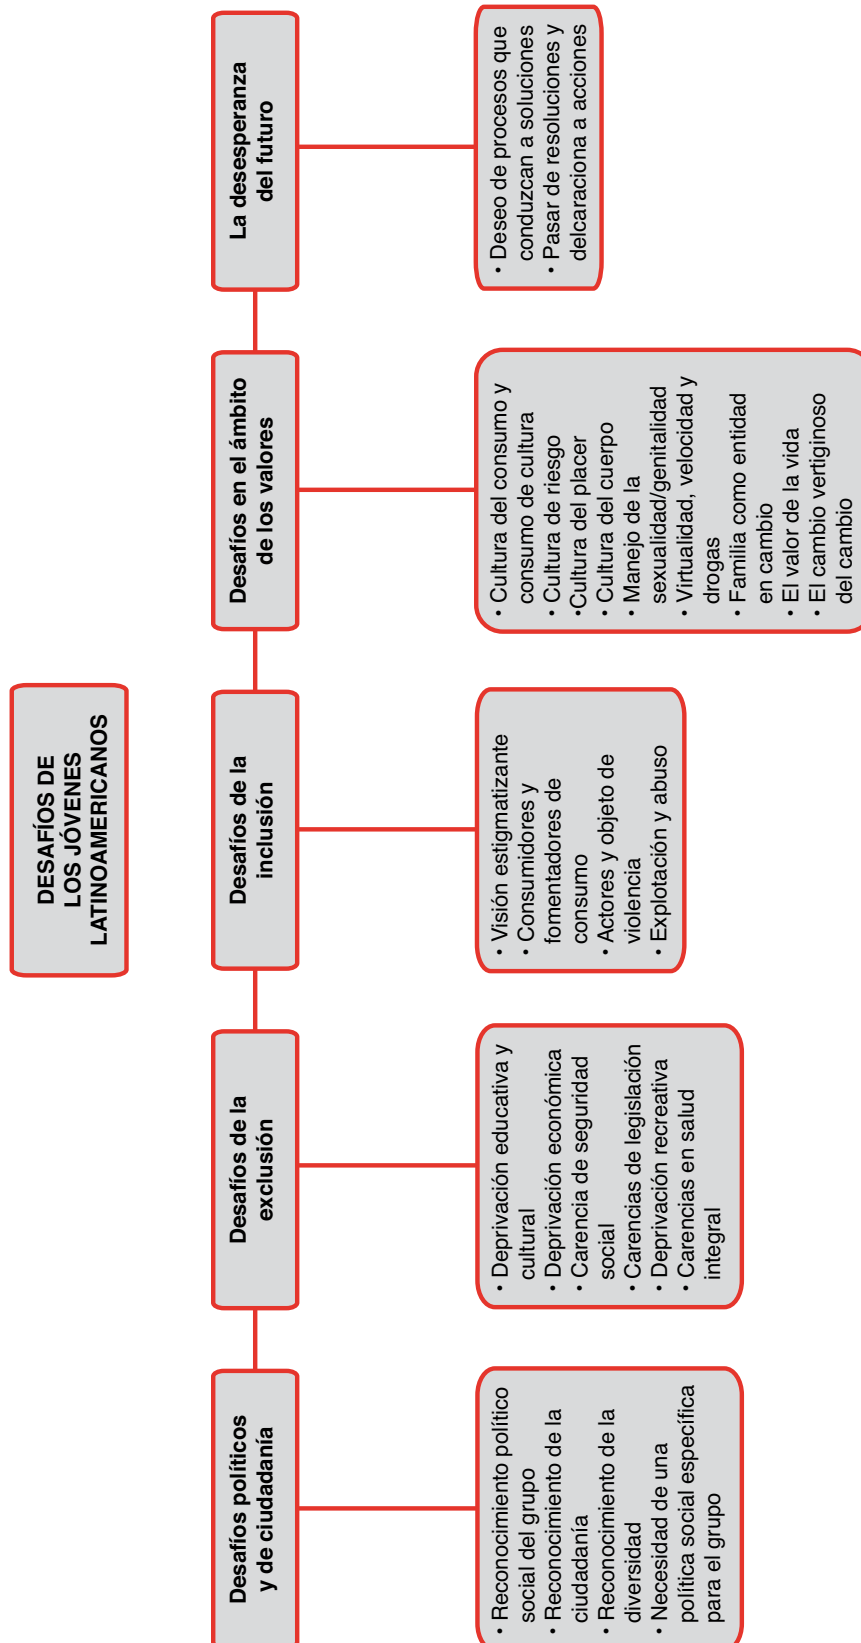 DESAFÍOS DE
LOS JÓVENES
LATINOAMERICANOS
Desafíos políticos
y de ciudadanía
• Reconocimiento político
social del grupo
• Reconocimiento de la
ciudadanía
• Reconocimiento de la
diversidad
• Necesidad de una
política social específica
para el grupo
Desafíos de la
exclusión
• Deprivación educativa y
cultural
• Deprivación económica
• Carencia de seguridad
social
• Carencias de legislación
• Deprivación recreativa
• Carencias en salud
integral
Desafíos de la
inclusión
• Visión estigmatizante
• Consumidores y
fomentadores de
consumo
• Actores y objeto de
violencia
• Explotación y abuso
Desafíos en el ámbito
de los valores
• Cultura del consumo y
consumo de cultura
• Cultura de riesgo
•Cultura del placer
• Cultura del cuerpo
• Manejo de la
sexualidad/genitalidad
• Virtualidad, velocidad y
drogas
• Familia como entidad
en cambio
• El valor de la vida
• El cambio vertiginoso
del cambio
La desesperanza
del futuro
• Deseo de procesos que
conduzcan a soluciones
• Pasar de resoluciones y
delcaraciona a acciones